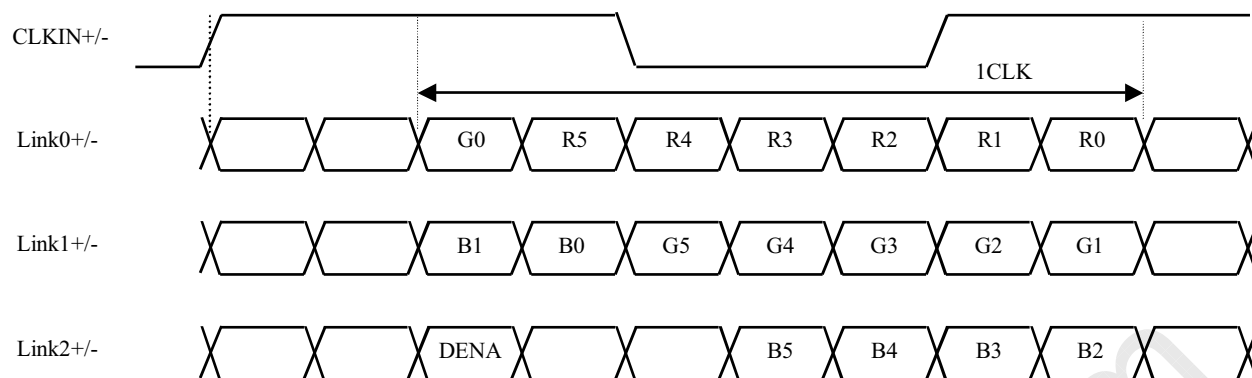 CLKIN+/-
1CLK
Link0+/- G0 R5 R4 R3 R2 R1 R0
Link1+/- B1 B0 G5 G4 G3 G2 G1
Link2+/- DENA B5 B4 B3 B2